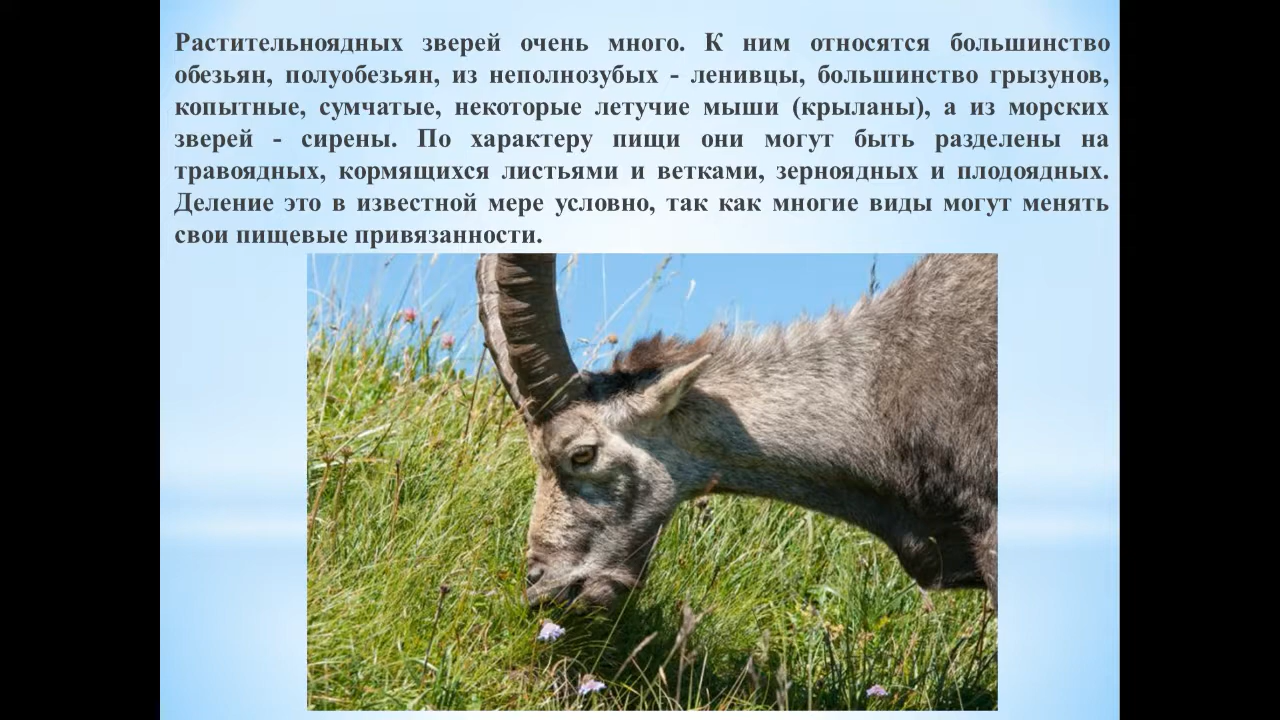 Растительноядных зверей очень много. К ним относятся большинство
обезьян, полуобезьян, из неполнозубых - ленивцы, большинство грызунов,
копытные, сумчатые, некоторые летучие мыши (крыланы), а из морских
зверей - сирены. По характеру пищи они могут быть разделены на
травоядных, кормящихся листьями и ветками, зерноядных и плодоядных.
Деление это в известной мере условно, так как многие виды могут менять
свои пищевые привязанности.